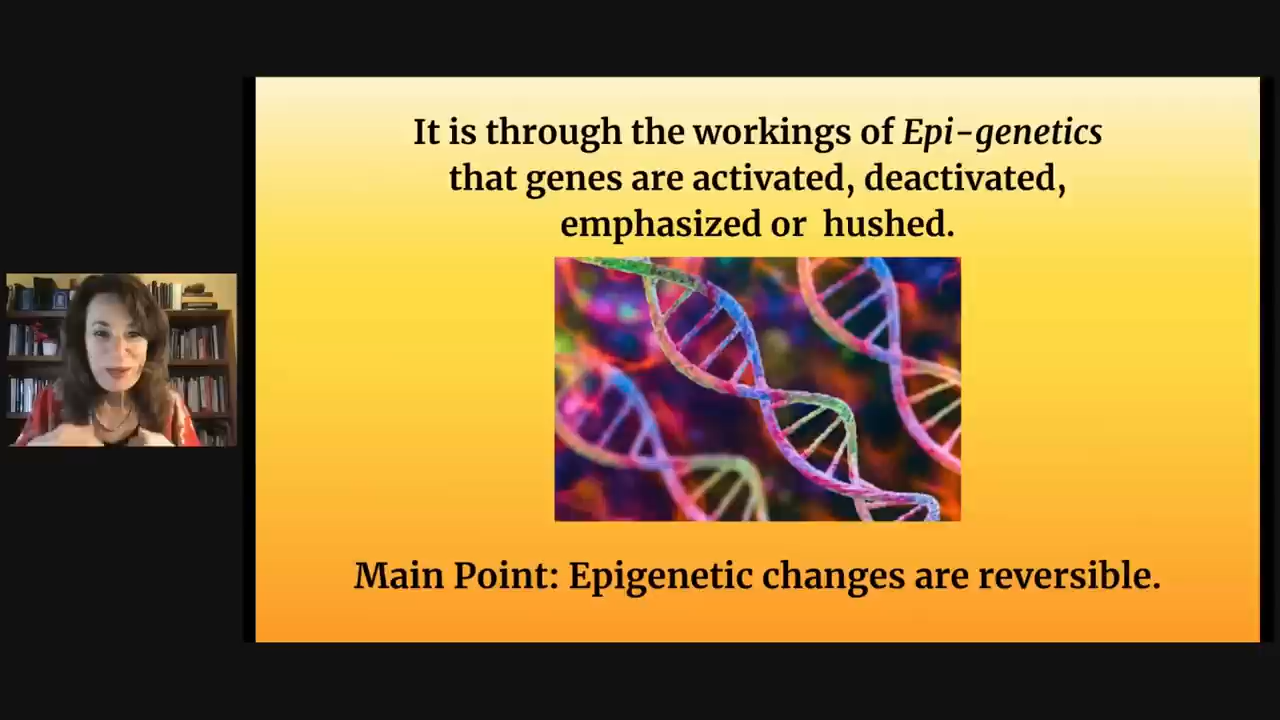 It is through the workings of Epi-genetics
that genes are activated, deactivated,
emphasized or hushed.
Main Point: Epigenetic changes are reversible.